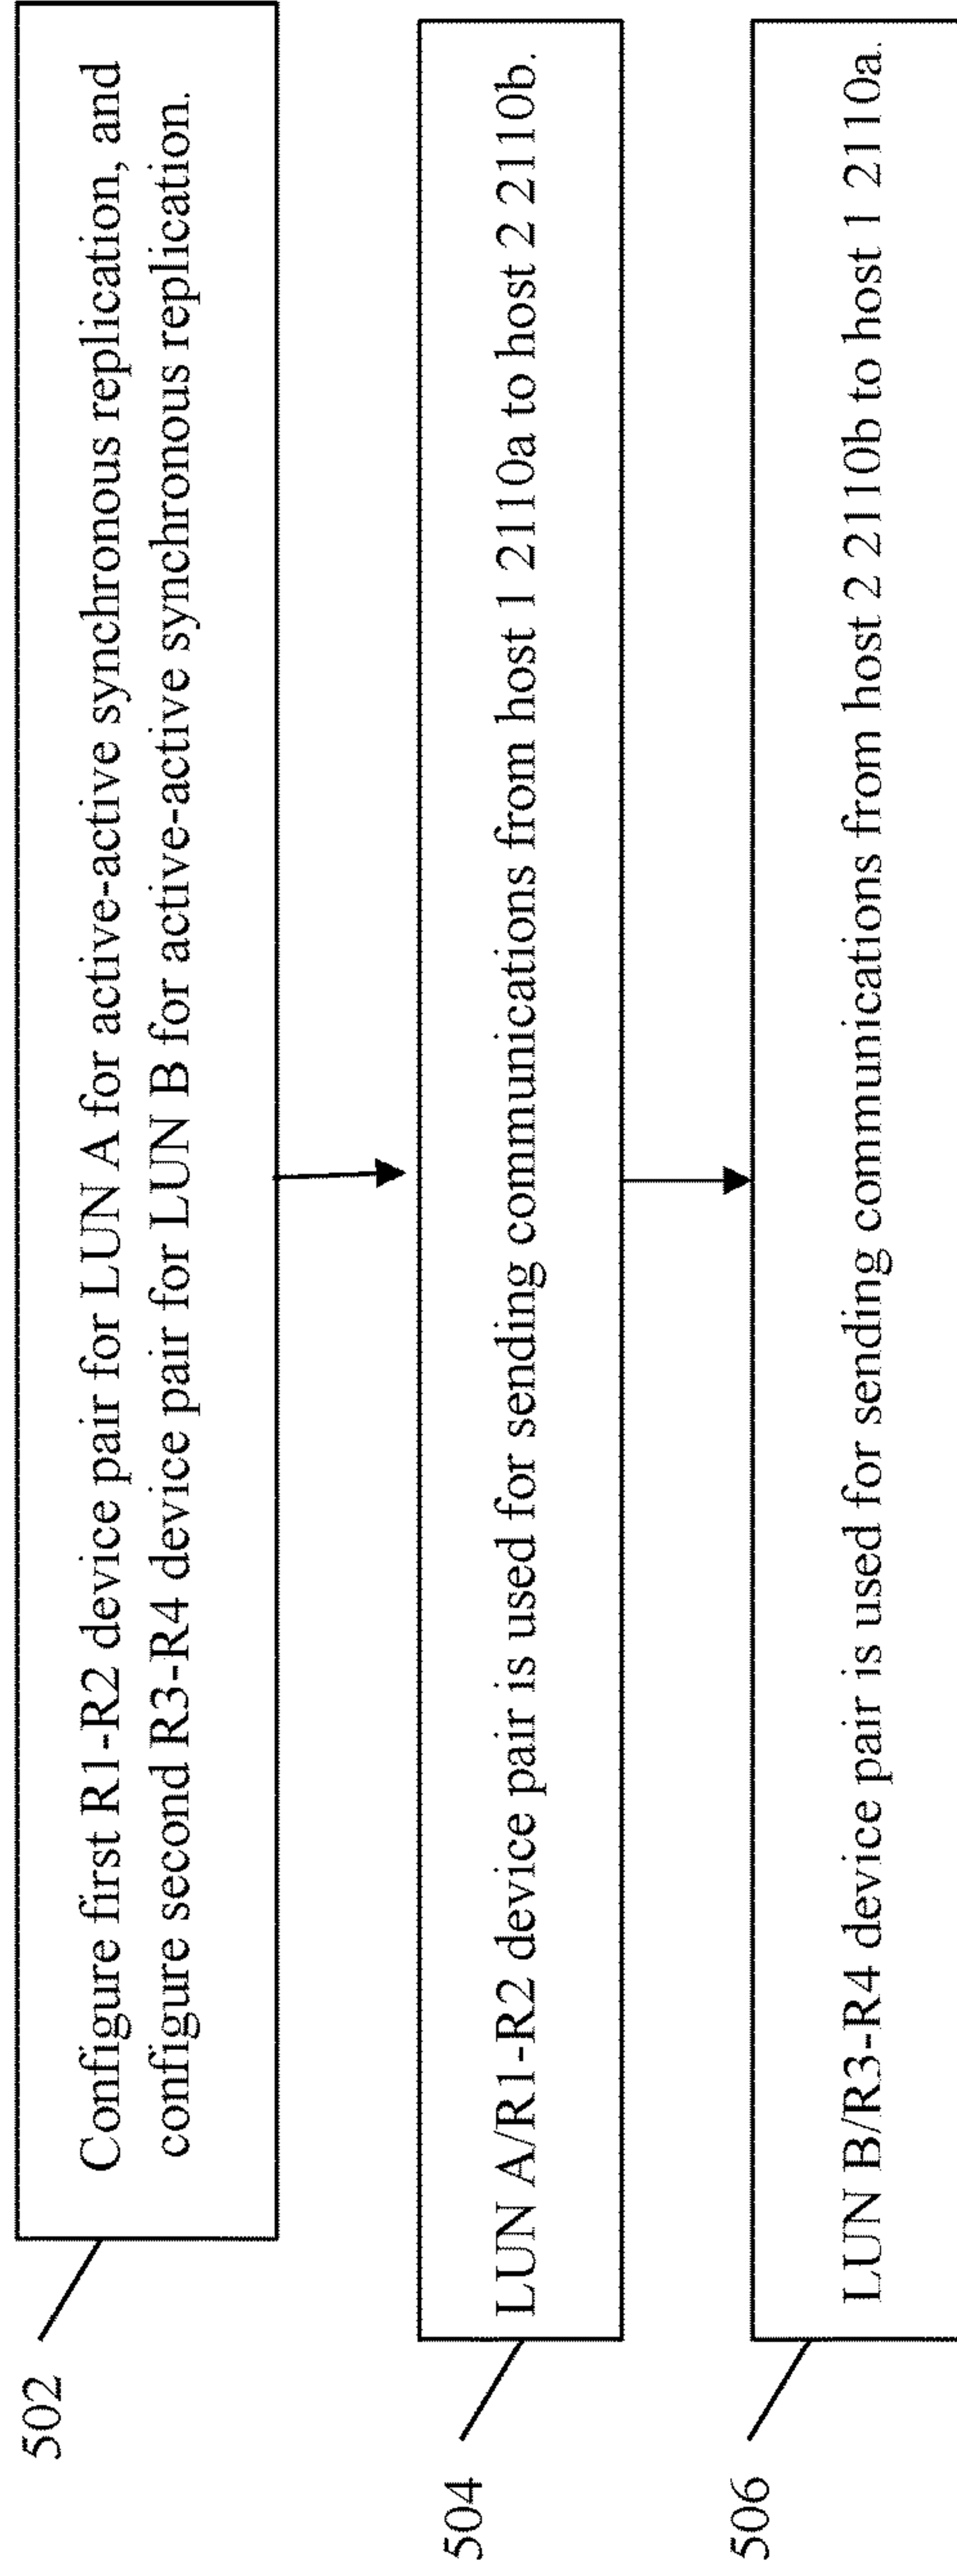 502
Configure first R1-R2 device pair for LUN A for active-active synchronous replication, and
configure second R3-R4 device pair for LUN B for active-active synchronous replication.
504
LUN A/R1-R2 device pair is used for sending communications from host 1 2110a to host 2 2110b.
506
LUN B/R3-R4 device pair is used for sending communications from host 2 2110b to host 1 2110a.